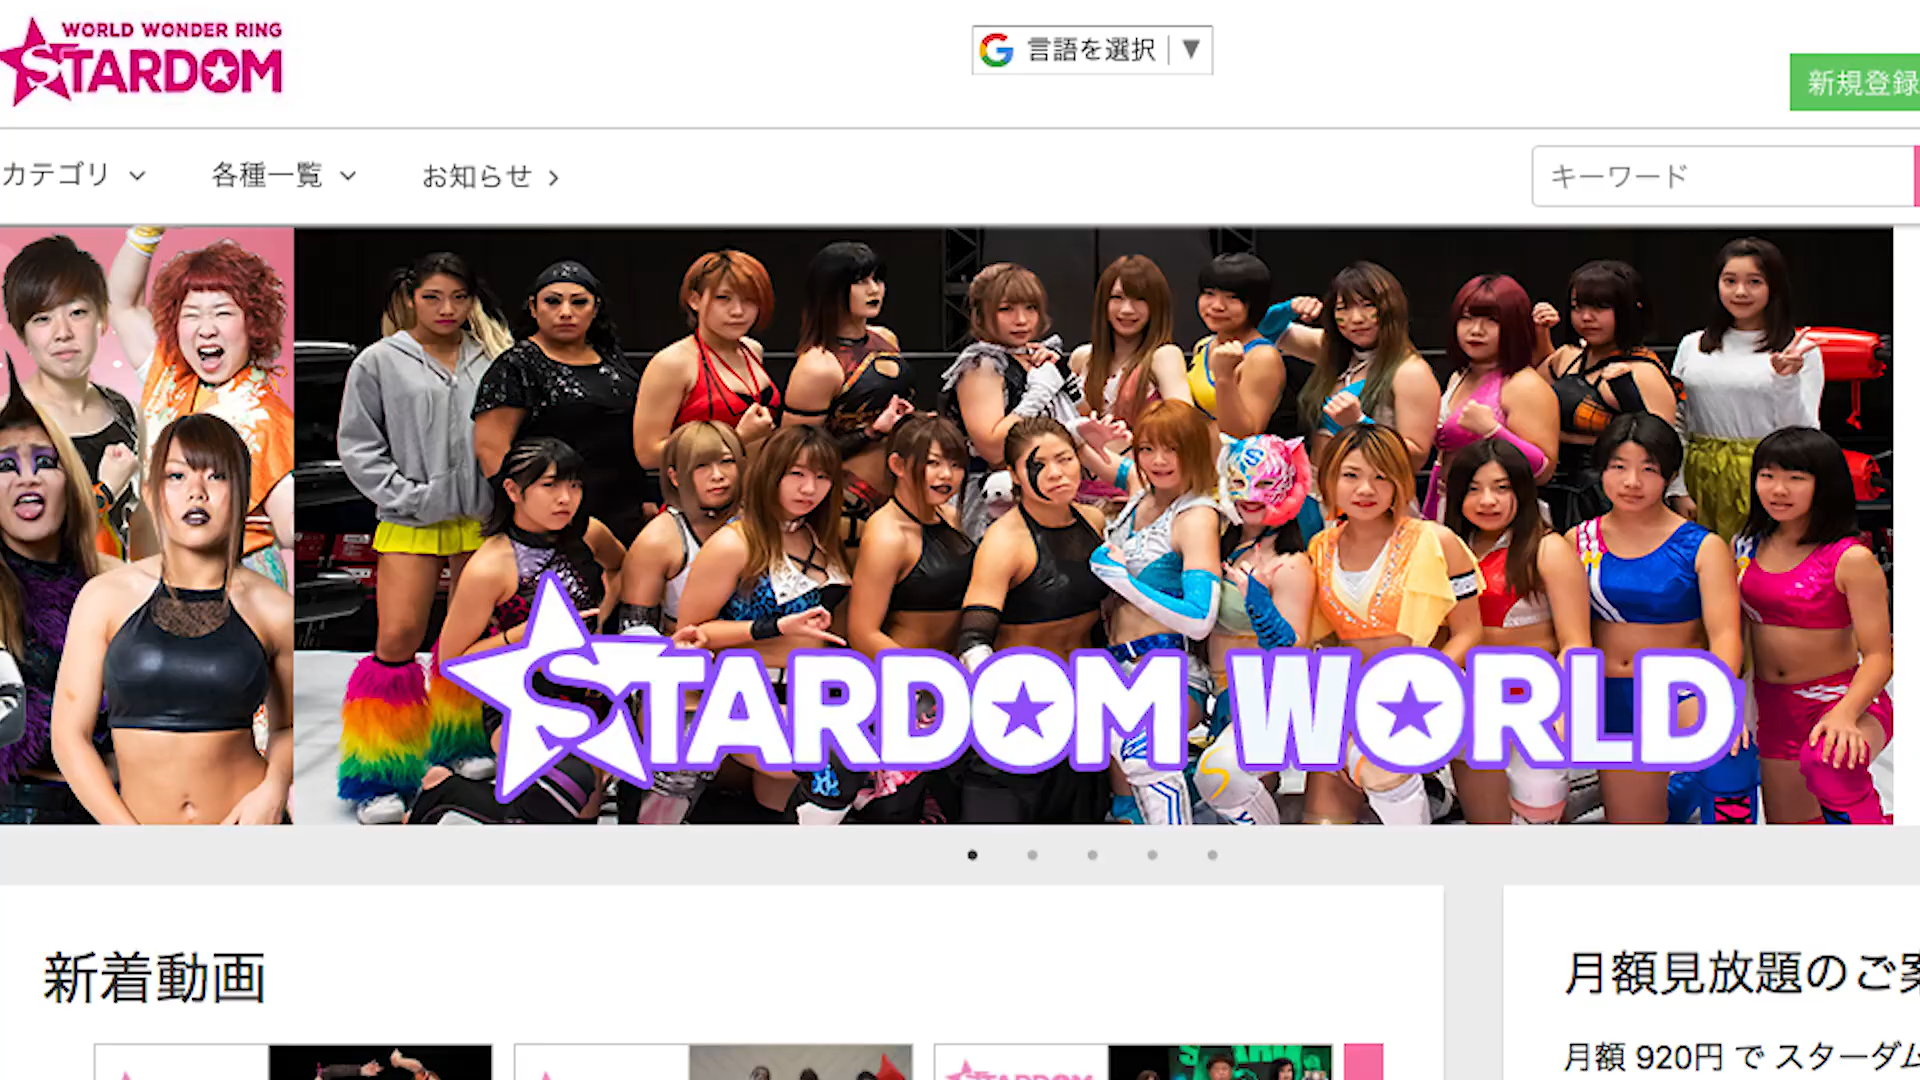 WORLD WONDER RING
STARDOM
言語を選択
新規登録
カテゴリ
各種一覧
お知らせ
キーワード
STARDOM WORLD
新着動画
月額見放題のご案
月額 920円 で スターダム
STARDOM